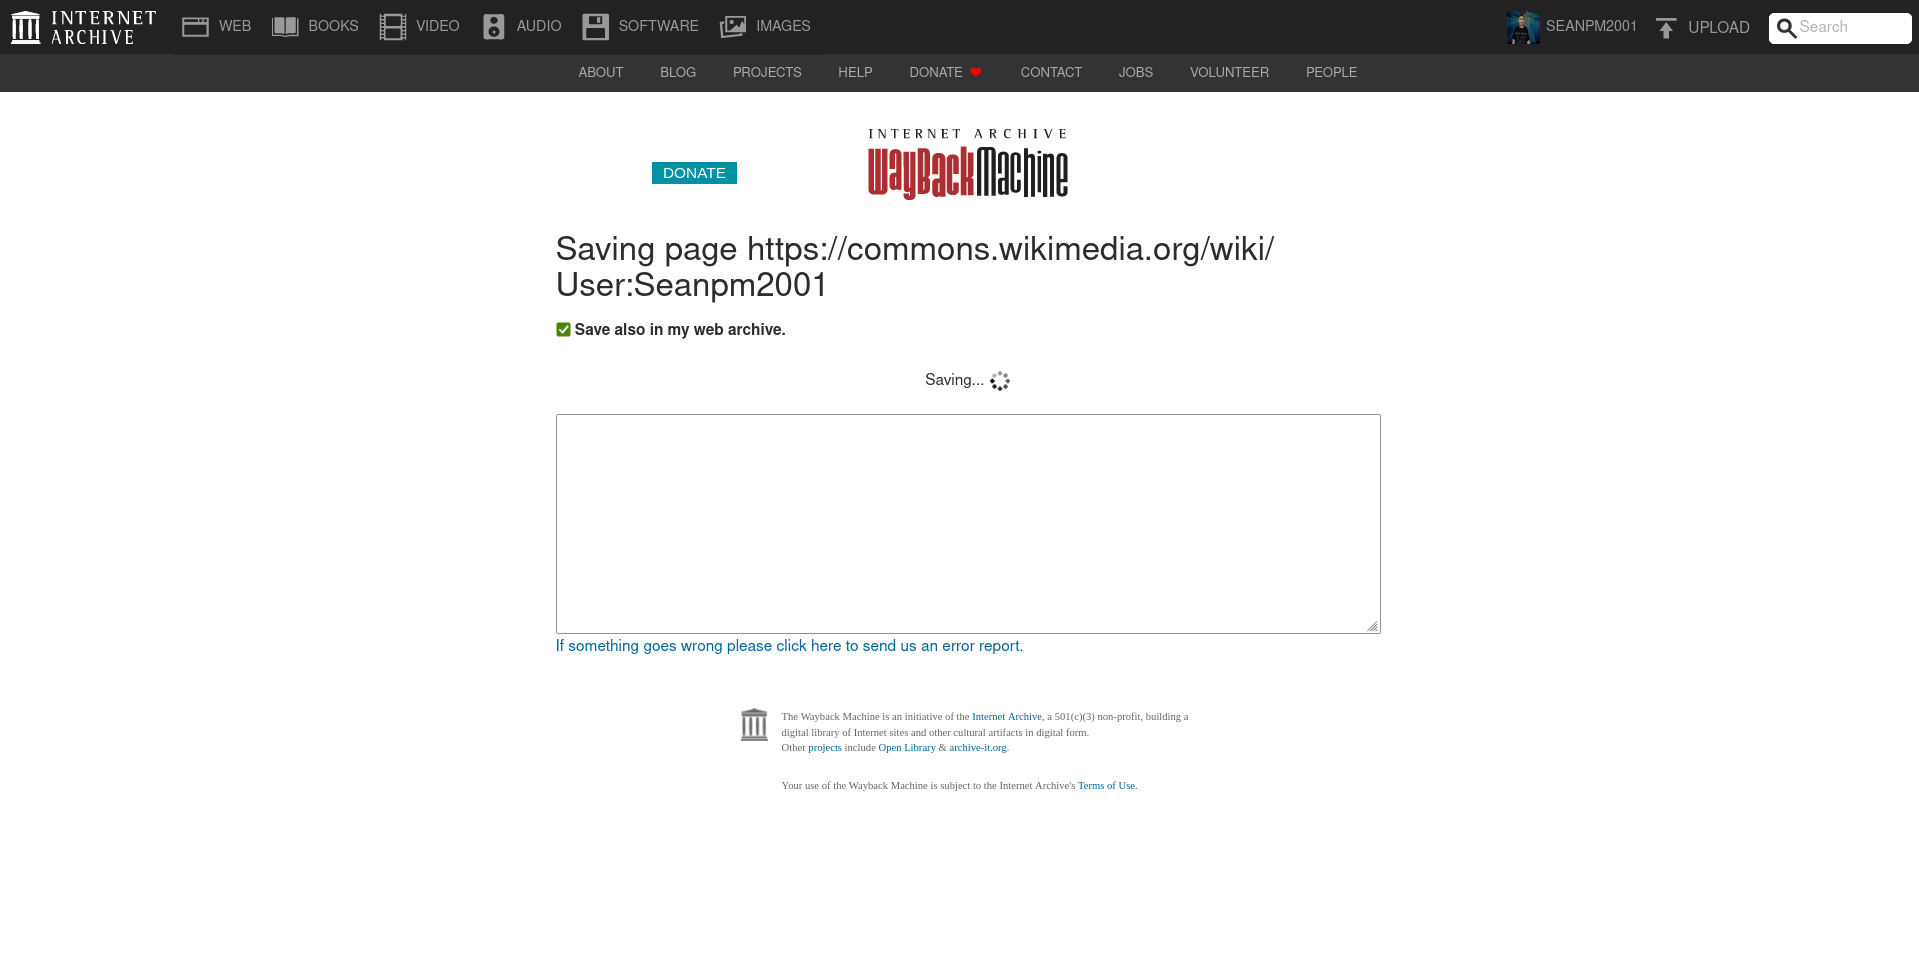 INTERNET ARCHIVE
WEB BOOKS VIDEO AUDIO SOFTWARE IMAGES SEANPM2001 UPLOAD Search
ABOUT BLOG PROJECTS HELP DONATE CONTACT JOBS VOLUNTEER PEOPLE
INTERNET ARCHIVE
WayBackMachine
DONATE
Saving page https://commons.wikimedia.org/wiki/
User:Seanpm2001
Save also in my web archive.
Saving...
If something goes wrong please click here to send us an error report.
The Wayback Machine is an initiative of the Internet Archive, a 501(c)(3) non-profit, building a
digital library of Internet sites and other cultural artifacts in digital form.
Other projects include Open Library & archive-it.org.
Your use of the Wayback Machine is subject to the Internet Archive's Terms of Use.